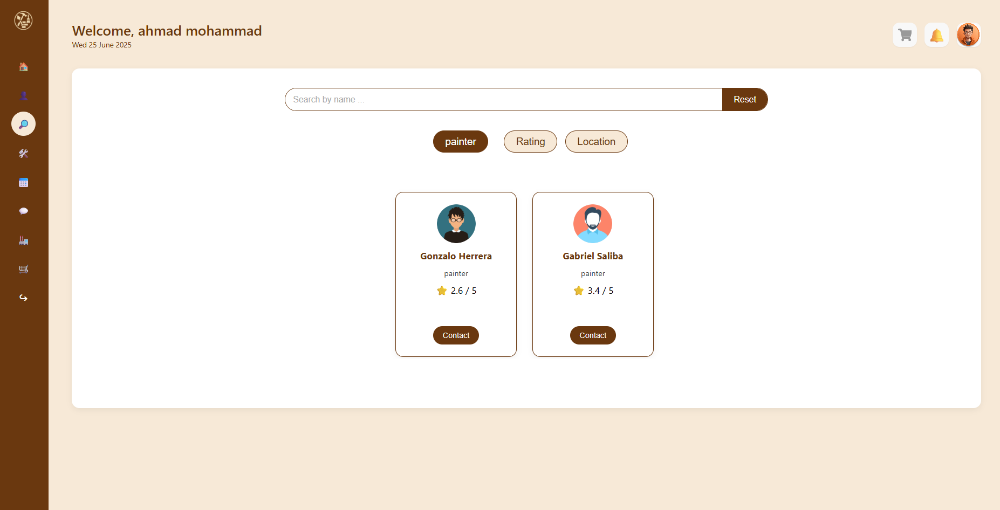 Welcome, ahmad mohammad
Wed 25 June 2025
Search by name ...
Reset
painter
Rating
Location
Gonzalo Herrera
painter
2.6 / 5
Contact
Gabriel Saliba
painter
3.4 / 5
Contact